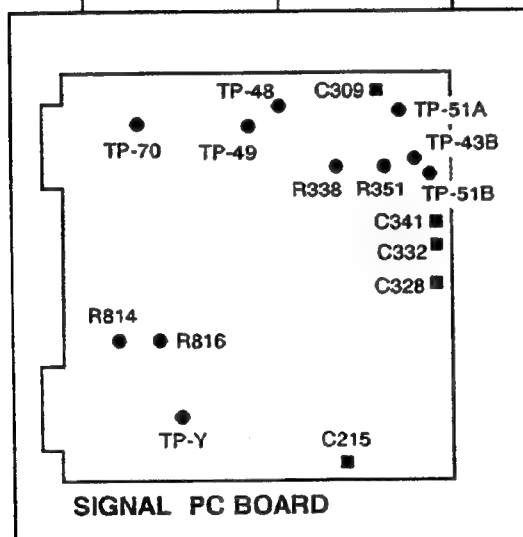 TP-48
C309
TP-51A
TP-70
TP-49
TP-43B
R338
R351
TP-51B
C341
C332
C328
R814
R816
TP-Y
C215
SIGNAL PC BOARD